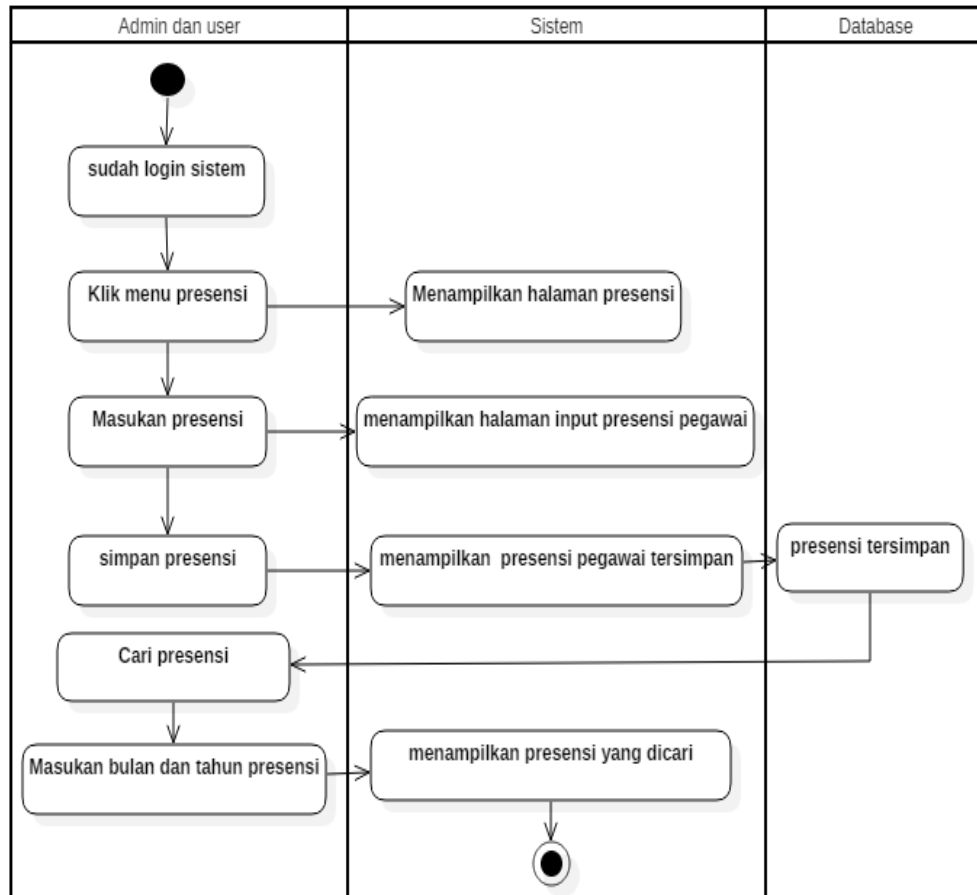 Admin dan user
Sistem
Database
sudah login sistem
Klik menu presensi
Menampilkan halaman presensi
Masukan presensi
menampilkan halaman input presensi pegawai
simpan presensi
menampilkan  presensi pegawai tersimpan
presensi tersimpan
Cari presensi
Masukan bulan dan tahun presensi
menampilkan presensi yang dicari